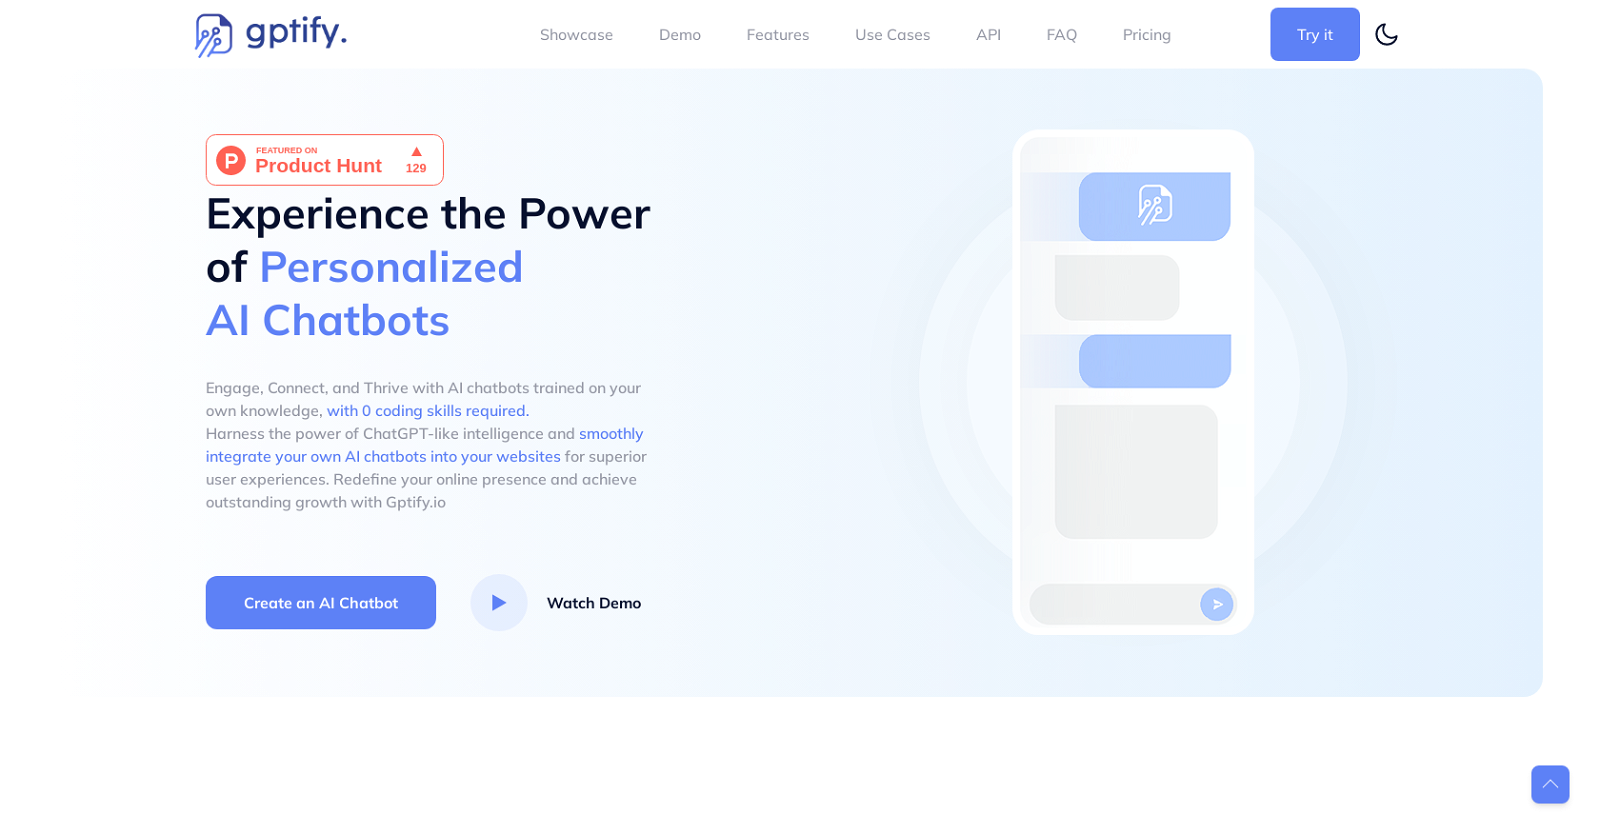 gptify.
Showcase
Demo
Features
Use Cases
API
FAQ
Pricing
Try it
P
FEATURED ON
Product Hunt
129
Experience the Power
of Personalized
AI Chatbots
Engage, Connect, and Thrive with AI chatbots trained on your
own knowledge, with 0 coding skills required.
Harness the power of ChatGPT-like intelligence and smoothly
integrate your own AI chatbots into your websites for superior
user experiences. Redefine your online presence and achieve
outstanding growth with Gptify.io
Create an AI Chatbot
Watch Demo